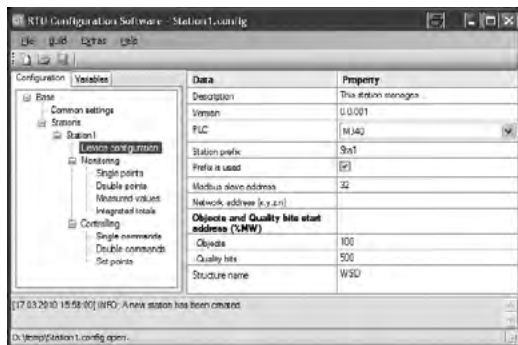 RTU Configuration Software - Station1.config
File Build Extras Help
Configuration Variables
Base
Common settings
Stations
Station1
Device configuration
Monitoring
Single points
Double points
Measured values
Integrated totals
Controlling
Single commands
Double commands
Set points
Data Property
Description This station manages
Version 0.0.001
PLC M340
Station prefix Sta1
Prefix is used
Modbus slave address 32
Network address [x.y.z.n]
Objects and Quality bits start address (%MW)
Objects 100
Quality bits 500
Structure name WSD
[17.03.2010 15:58:00] INFO: A new station has been created.
D:\temp\Station1.config open.